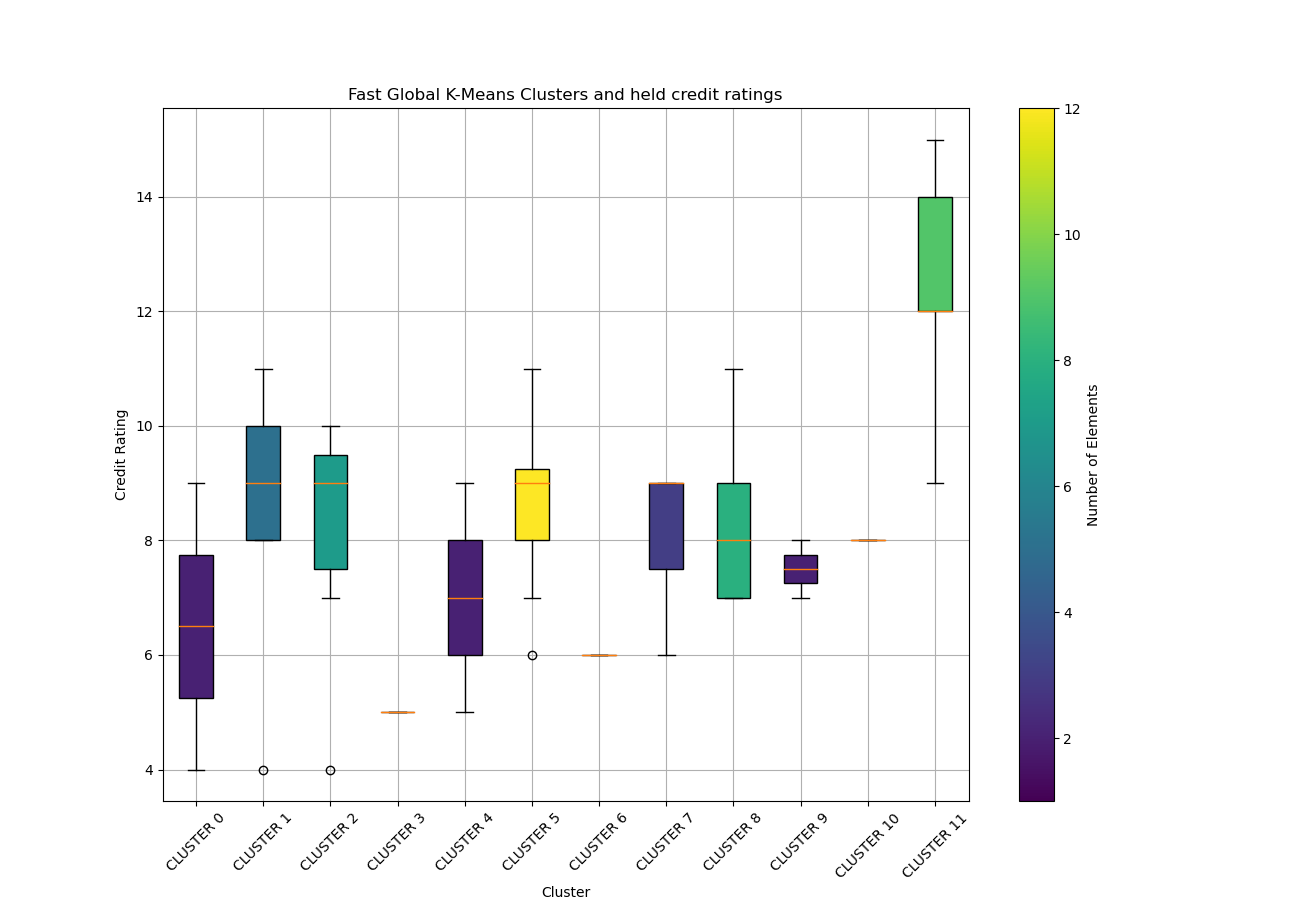 Fast Global K-Means Clusters and held credit ratings
Credit Rating
14
12
10
8
6
4
CLUSTER 0
CLUSTER 1
CLUSTER 2
CLUSTER 3
CLUSTER 4
CLUSTER 5
CLUSTER 6
CLUSTER 7
CLUSTER 8
CLUSTER 9
CLUSTER 10
CLUSTER 11
Cluster
12
10
8
6
4
2
Number of Elements